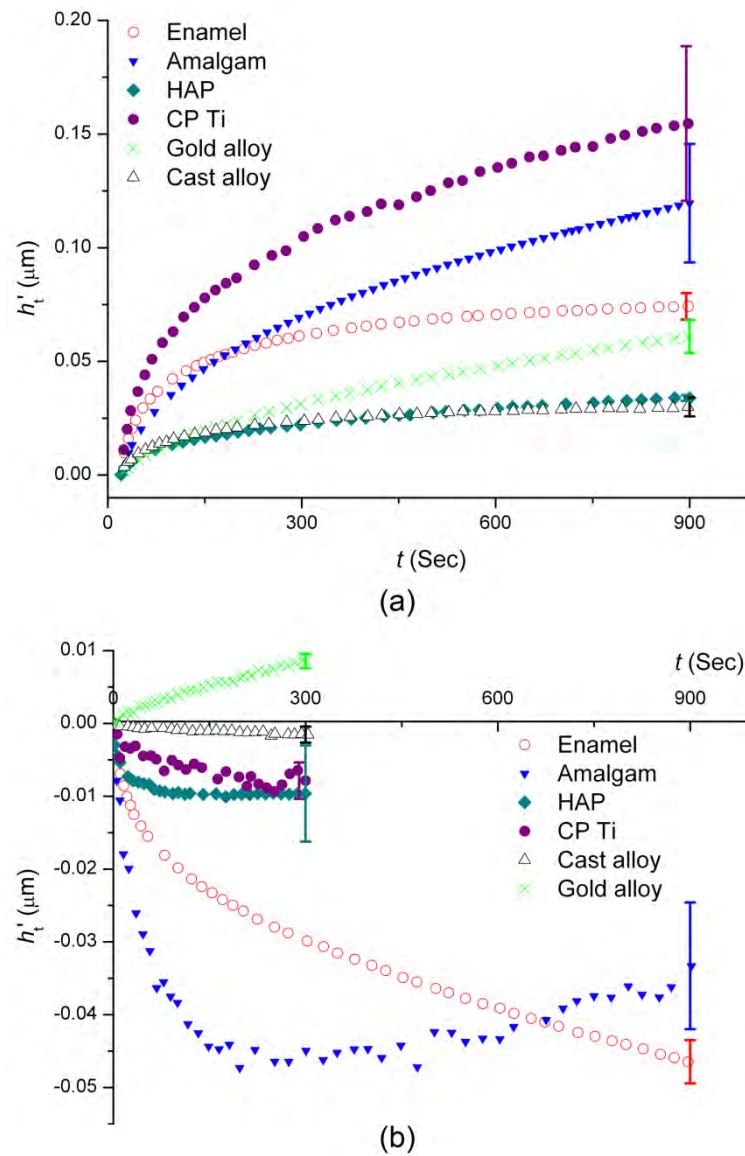 0.20
0.15
0.10
0.05
0.00
hₜ' (μm)
Enamel
Amalgam
HAP
CP Ti
Gold alloy
Cast alloy
0 300 600 900
t (Sec)
(a)
0.01
0.00
-0.01
-0.02
-0.03
-0.04
-0.05
hₜ' (μm)
t (Sec)
0 300 600 900
Enamel
Amalgam
HAP
CP Ti
Cast alloy
Gold alloy
(b)